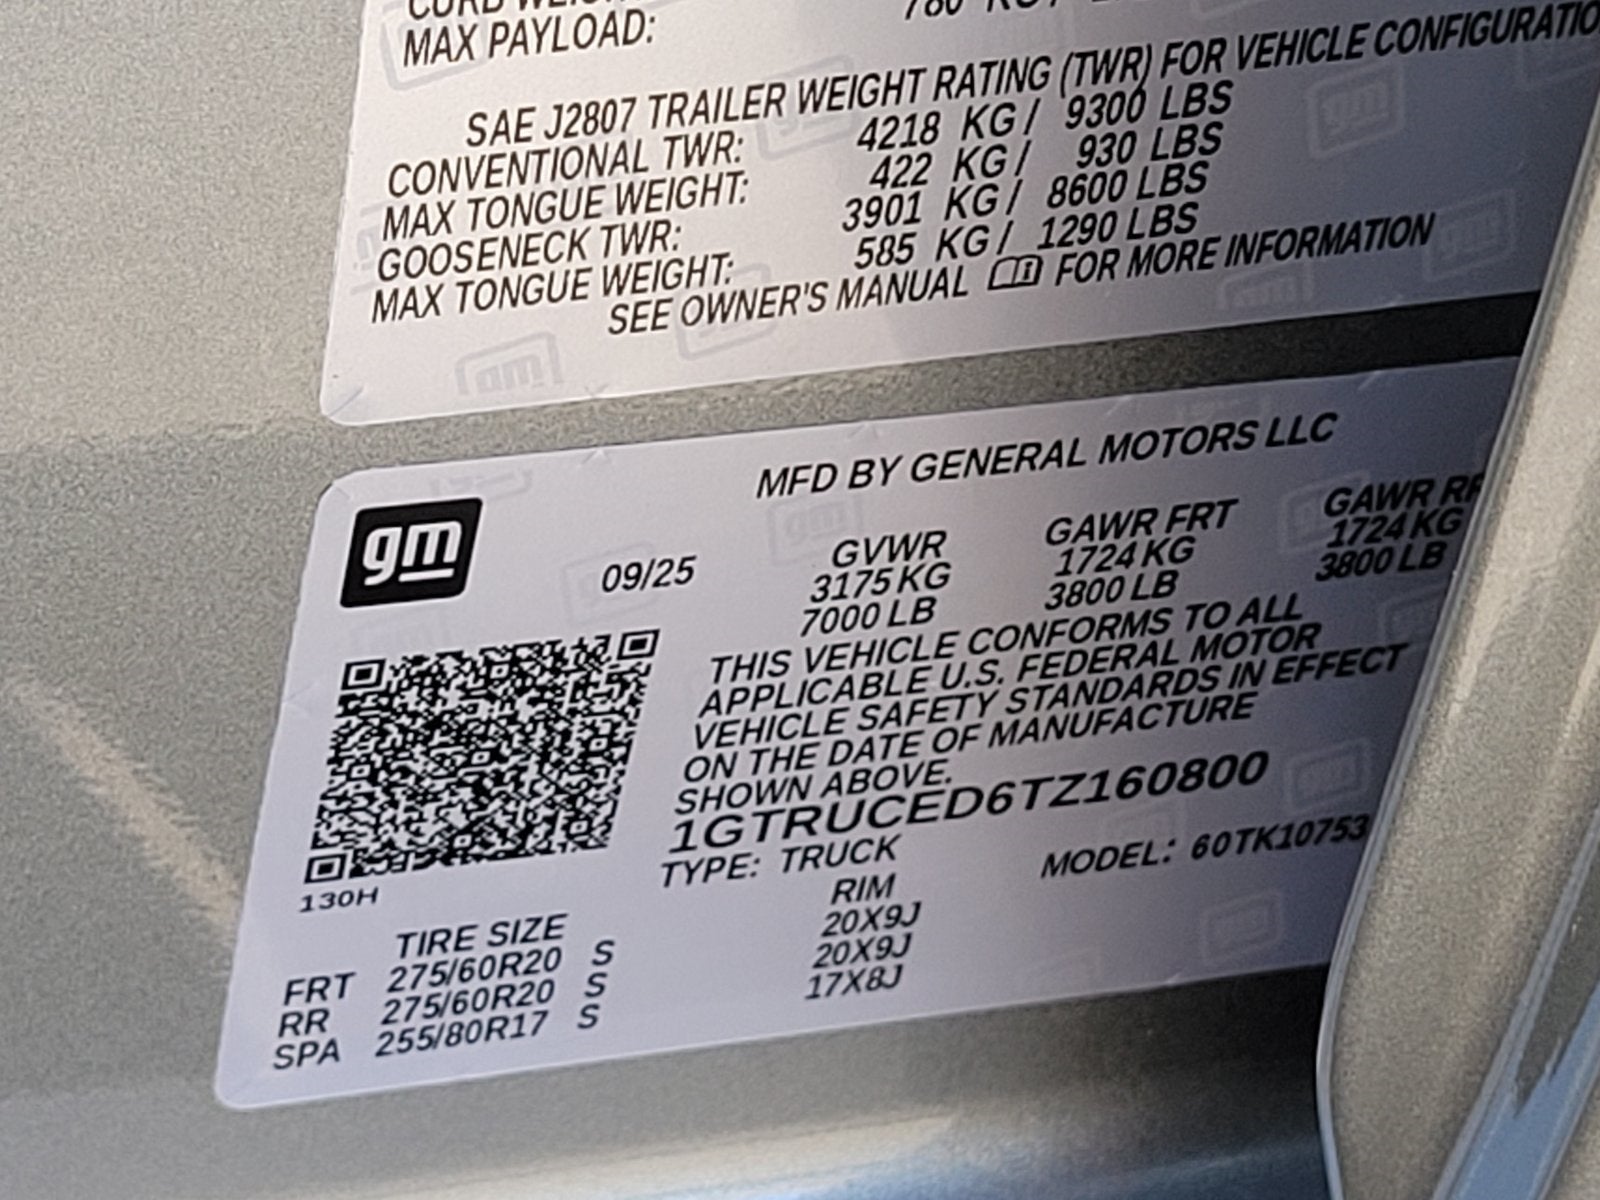 MAX PAYLOAD: 780 KG/
SAE J2807 TRAILER WEIGHT RATING (TWR) FOR VEHICLE
CONVENTIONAL TWR: 4218 KG/ 9300 LBS
MAX TONGUE WEIGHT: 422 KG/ 930 LBS
GOOSENECK TWR: 3901 KG/ 8600 LBS
MAX TONGUE WEIGHT: 585 KG/ 1290 LBS
SEE OWNER'S MANUAL FOR MORE INFORMATION
MFD BY GENERAL MOTORS LLC
gm
09/25
GVWR GAWR FRT GAWR
3175 KG 1724 KG 1724 KG
7000 LB 3800 LB 3800 LB
THIS VEHICLE CONFORMS TO ALL
APPLICABLE U.S. FEDERAL MOTOR
VEHICLE SAFETY STANDARDS IN EFFECT
ON THE DATE OF MANUFACTURE
SHOWN ABOVE.
1GTRUCED6TZ160800
TYPE: TRUCK MODEL: 60TK10753
130H
TIRE SIZE RIM
FRT 275/60R20 S 20X9J
RR 275/60R20 S 20X9J
SPA 255/80R17 S 17X8J